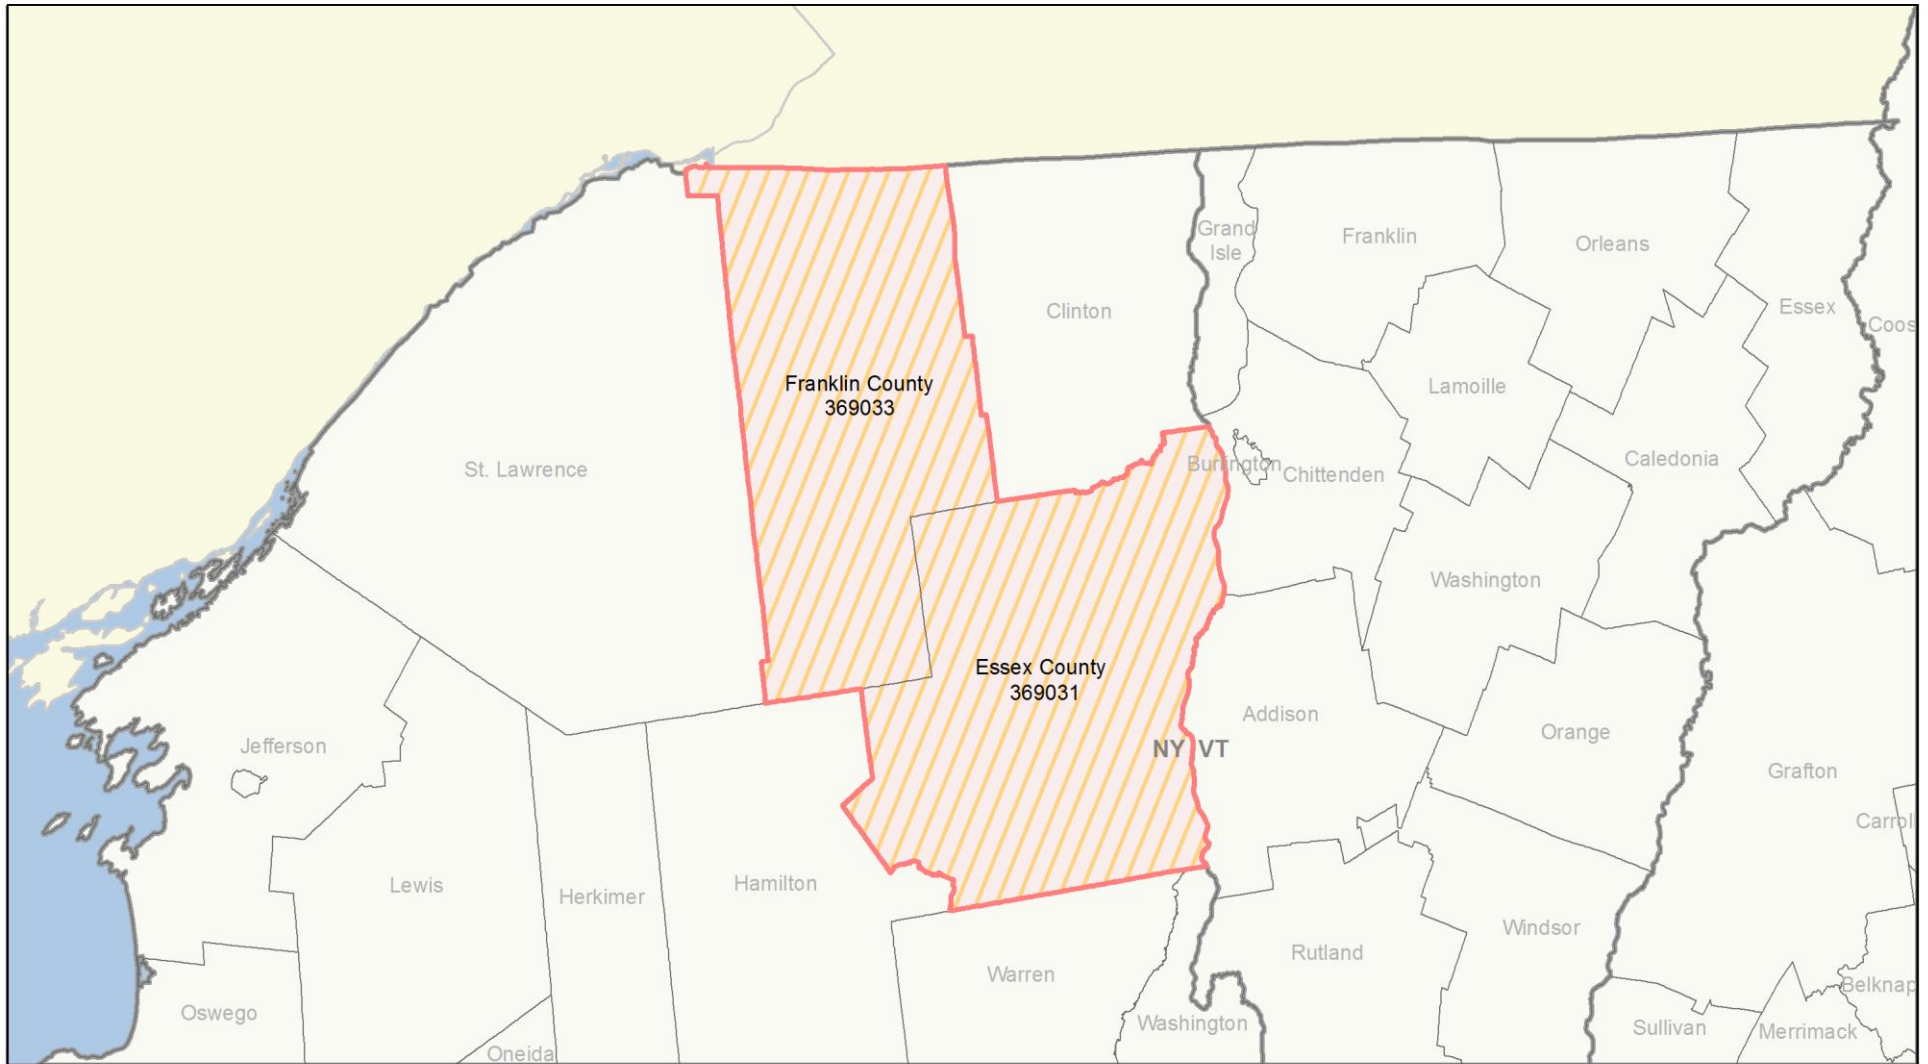 Grand
Isle
Franklin
Orleans
Clinton
Essex
Coos
Franklin County
369033
Lamoille
St. Lawrence
Burlington
Chittenden
Caledonia
Washington
Essex County
369031
Addison
NY VT
Orange
Jefferson
Grafton
Carroll
Lewis
Herkimer
Hamilton
Windsor
Rutland
Warren
Belknap
Oswego
Washington
Sullivan
Merrimack
Oneida